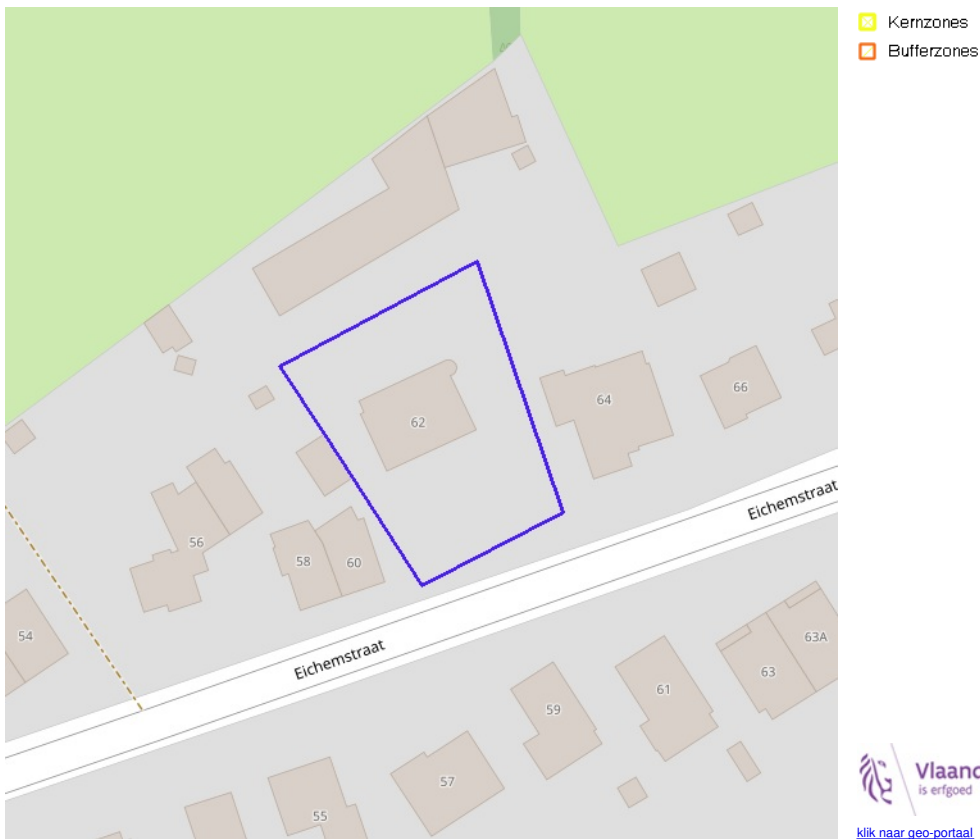 Kernzones
Bufferzones
62
64
66
56
58
60
54
Eichemstraat
Eichemstraat
63A
63
61
59
57
55
Vlaand
is erfgoed
klik naar geo-portaal